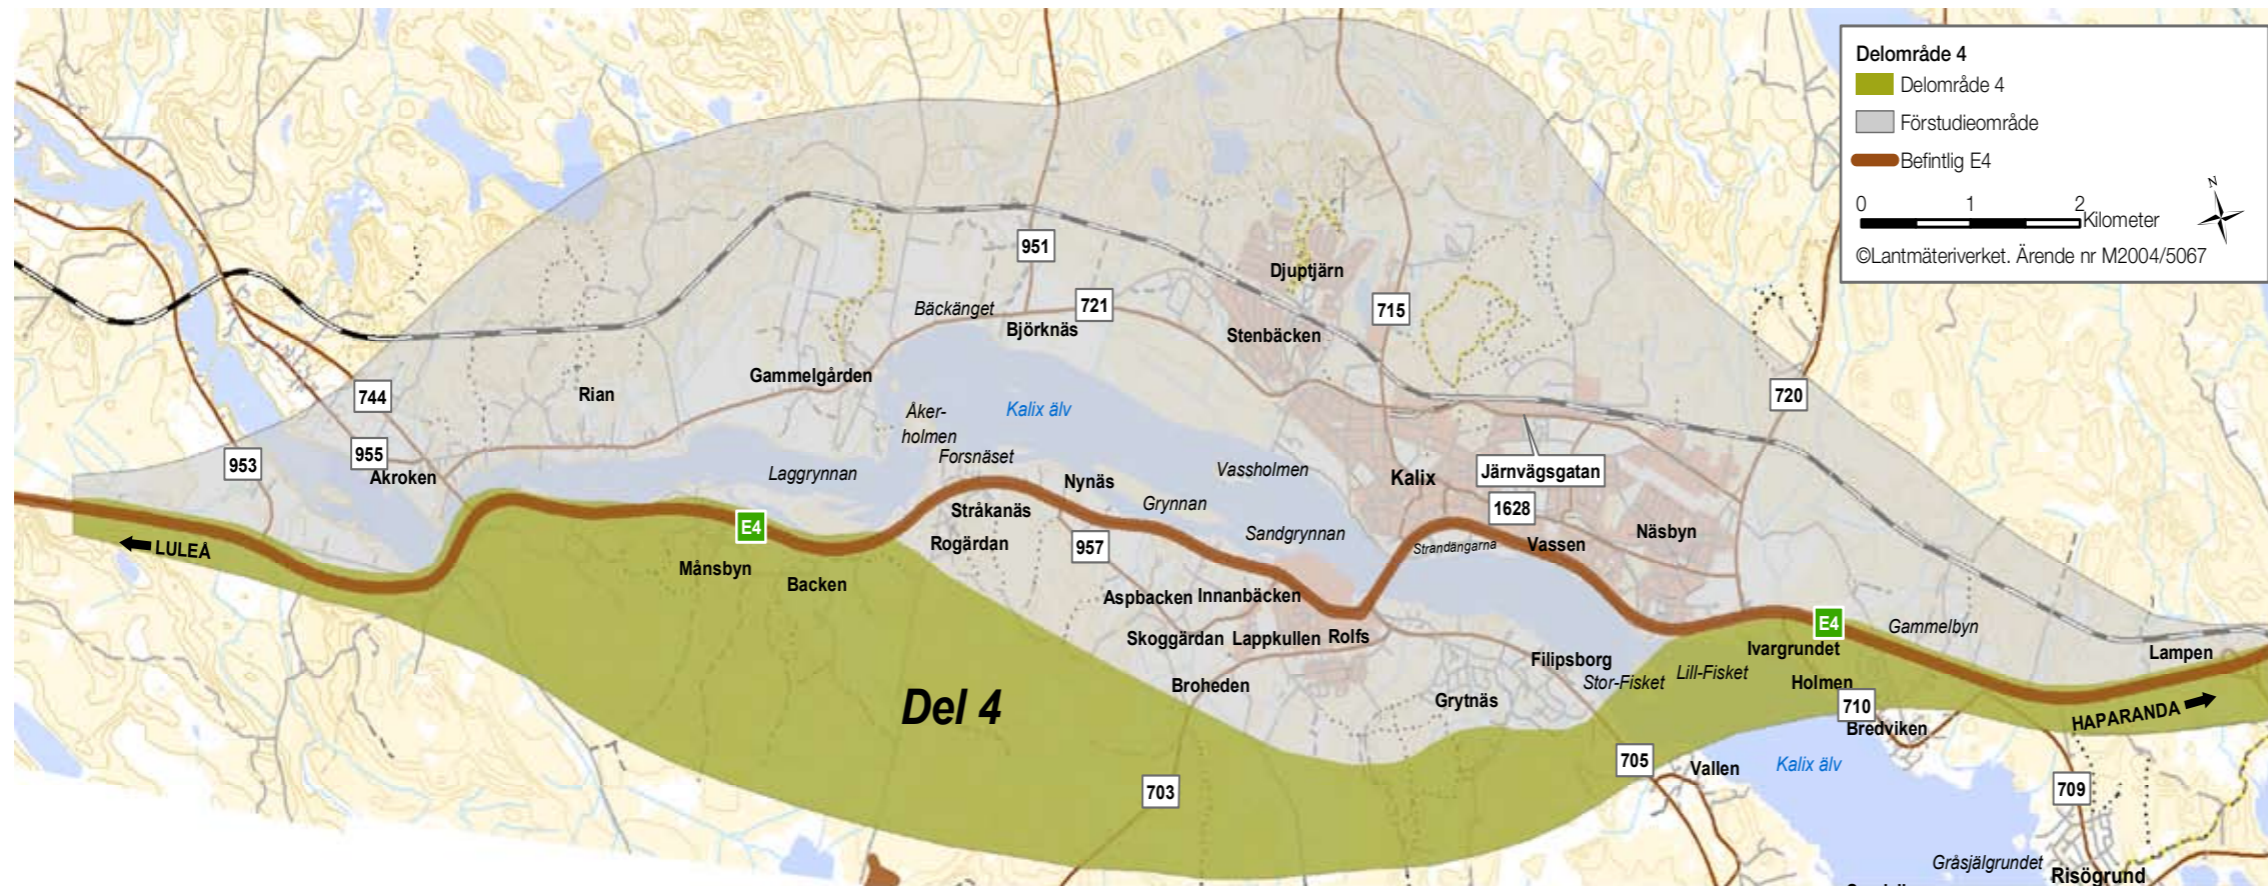 Delområde 4
Delområde 4
Förstudieområde
Befintlig E4
N
0 1 2
Kilometer
©Lantmäteriverket. Ärende nr M2004/5067
951
Djuptjärn
Bäckänget
721
715
Björknäs
Stenbäcken
Gammelgården
744
Rian
720
Åker-
holmen
Kalix älv
955
Forsnäset
953
Akroken
Laggrynnan
Vassholmen
Järnvägsgatan
Nynäs
Kalix
Grynnan
Stråkanäs
1628
E4
Sandgrynnan
Näsbyn
Rogärdan
957
Strandängarna
Vassen
LULEÅ
Månsbyn
Backen
Aspbacken
Innanbäcken
E4
Gammelbyn
Skoggärdan
Lappkullen
Rolfs
Ivargrundet
Lampen
Filipsborg
Lill-Fisket
Stor-Fisket
Holmen
Broheden
Grytnäs
710
Del 4
HAPARANDA
Bredviken
705
Vallen
Kalix älv
703
709
Gråsjälgrundet
Risögrund